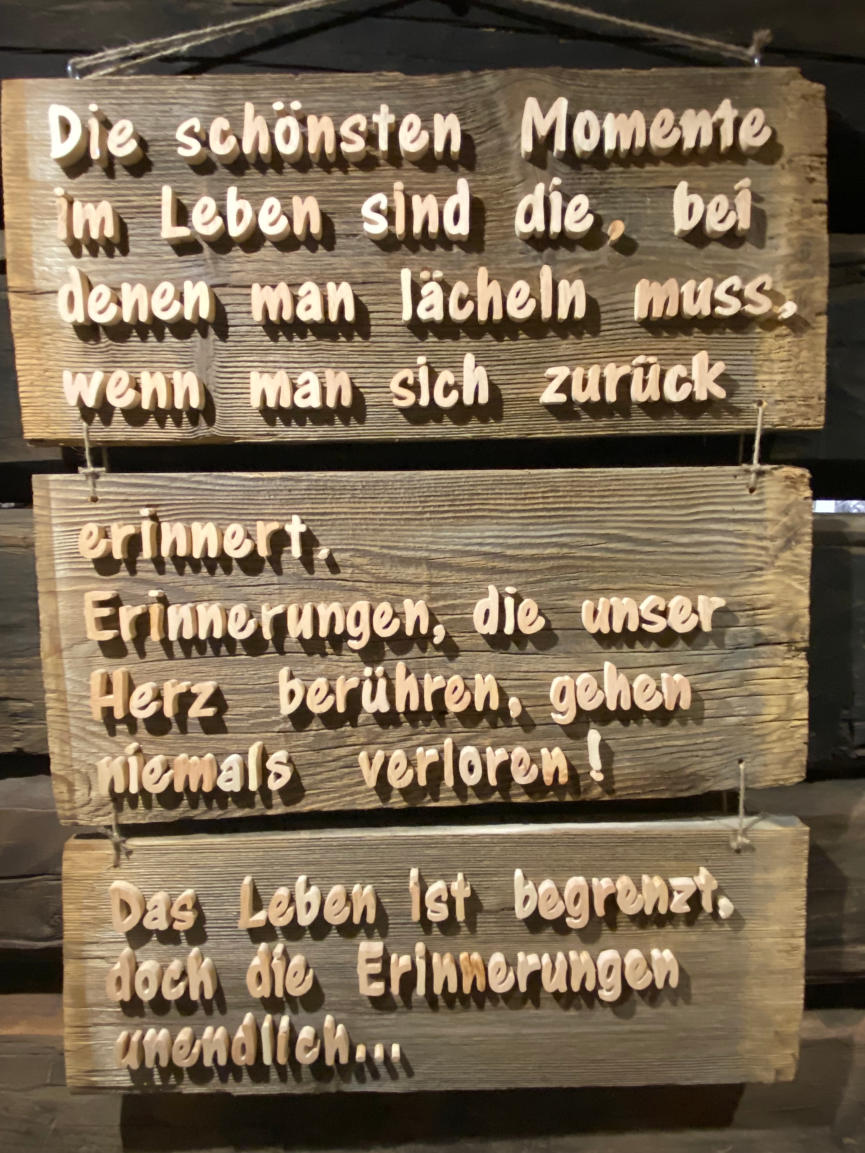 Die schönsten Momente
im Leben sind die, bei
denen man lächeln muss,
wenn man sich zurück
erinnert.
Erinnerungen, die unser
Herz berühren, gehen
niemals verloren!
Das Leben ist begrenzt,
doch die Erinnerungen
unendlich...